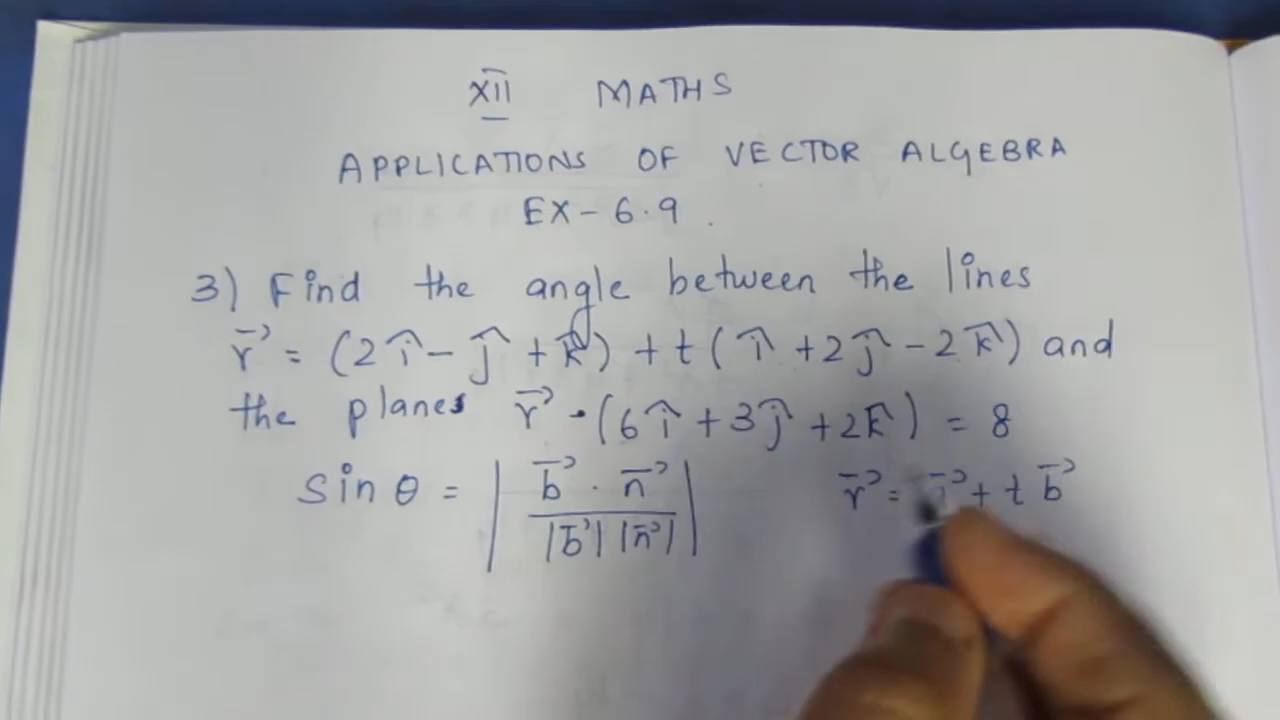 XII MATHS
APPLICATIONS OF VECTOR ALGEBRA
EX-6.9.
3) Find the angle between the lines
r⃗ = (2î - ĵ + k̂) + t(î + 2ĵ - 2k̂) and
the planes r⃗ · (6î + 3ĵ + 2k̂) = 8
sin θ = | b⃗ · n⃗ / |b⃗| |n⃗| | r⃗ = + t b⃗